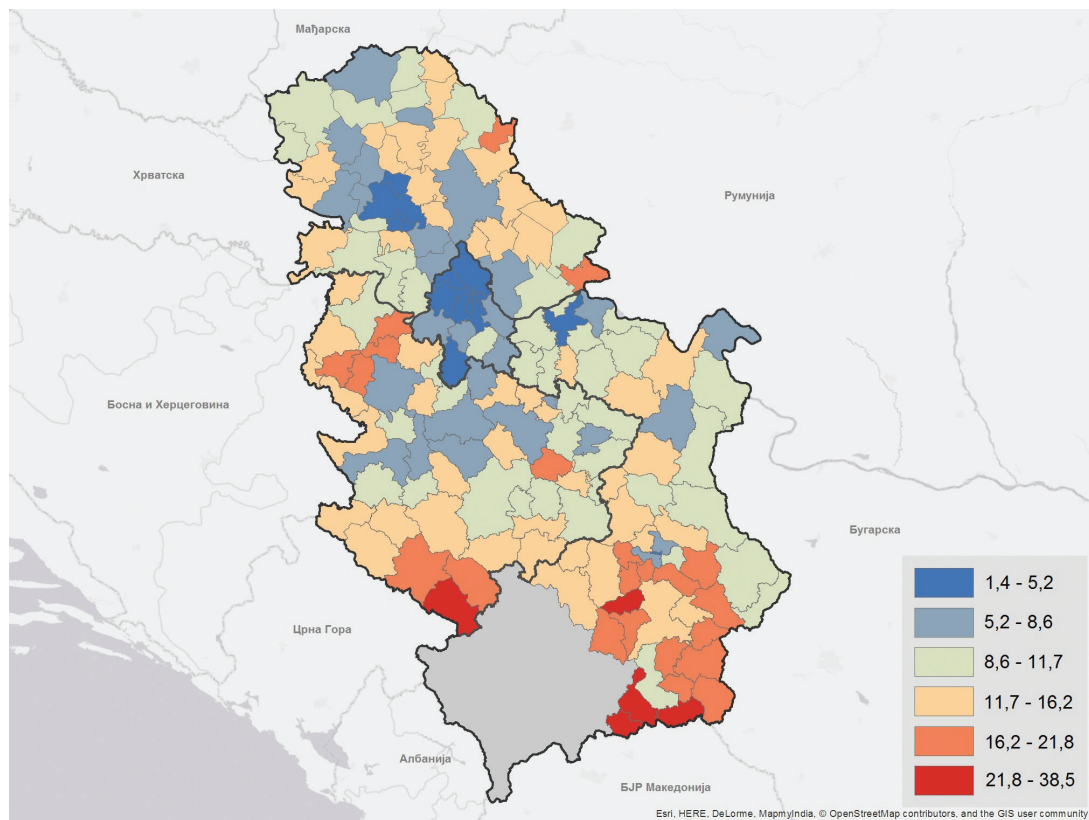 Мађарска
Хрватска
Румунија
Босна и Херцеговина
Бугарска
Црна Гора
Албанија
БЈР Македонија
1,4 - 5,2
5,2 - 8,6
8,6 - 11,7
11,7 - 16,2
16,2 - 21,8
21,8 - 38,5
Esri, HERE, DeLorme, MapmyIndia, © OpenStreetMap contributors, and the GIS user community